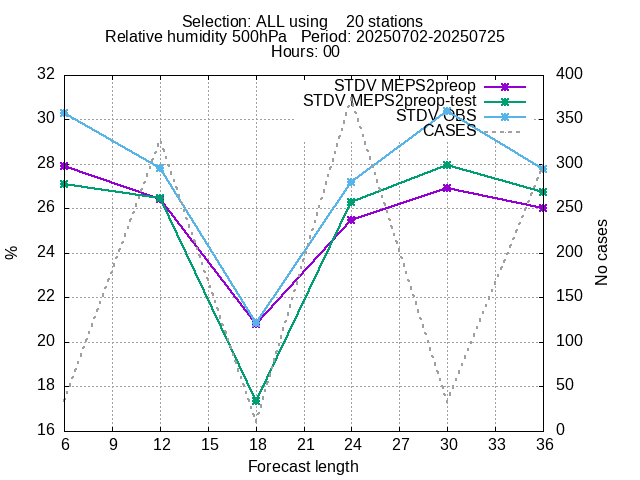 Selection: ALL using    20 stations
Relative humidity 500hPa   Period: 20250702-20250725
Hours: 00
STDV MEPS2preop
STDV MEPS2preop-test
STDV OBS
CASES
32
30
28
26
24
22
20
18
16
%
400
350
300
250
200
150
100
50
0
No cases
6 9 12 15 18 21 24 27 30 33 36
Forecast length